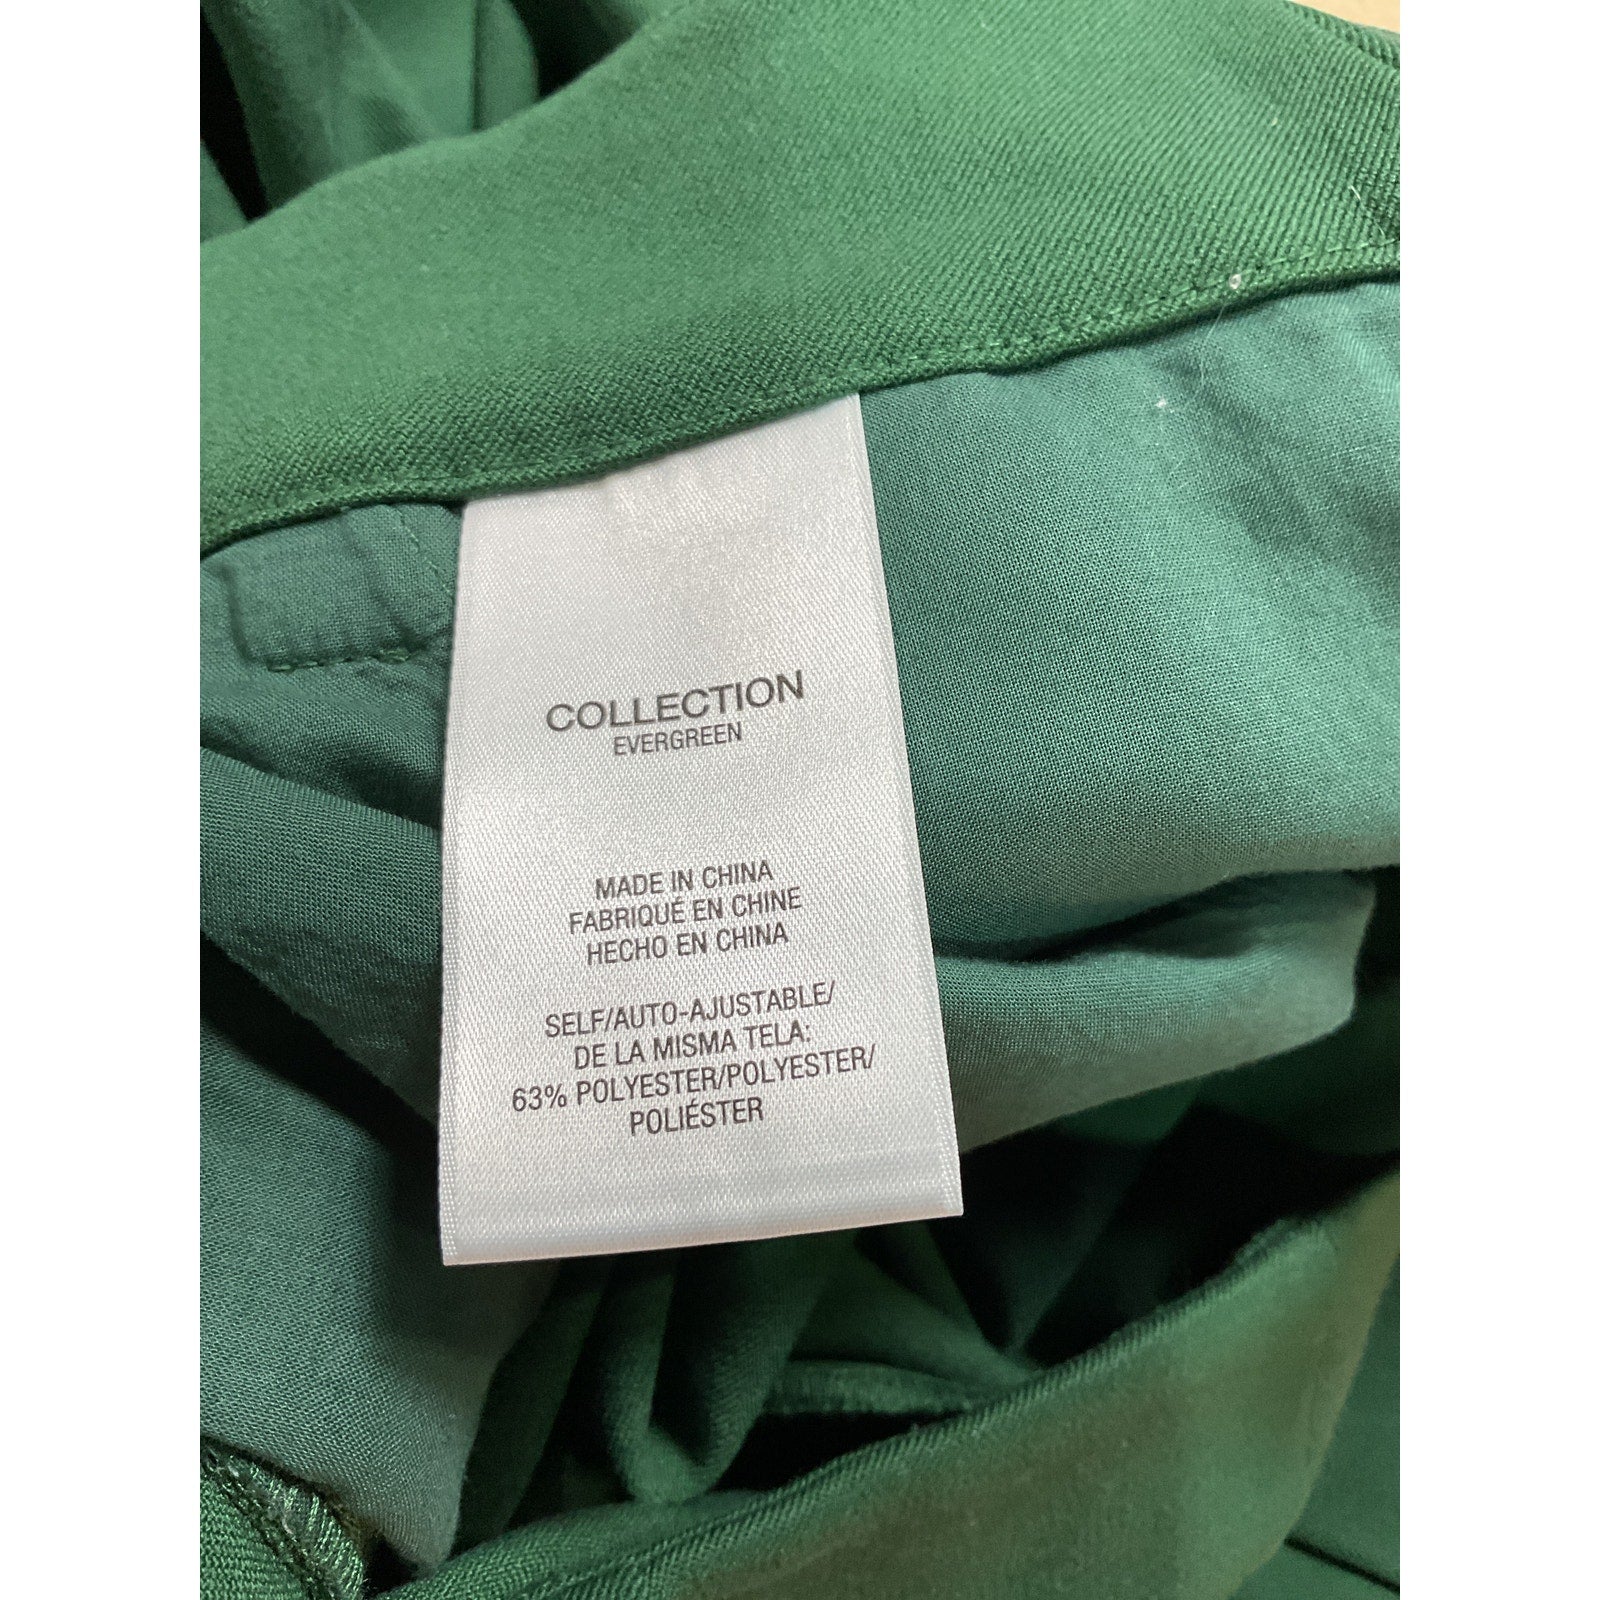 COLLECTION
EVERGREEN
MADE IN CHINA
FABRIQUÉ EN CHINE
HECHO EN CHINA
SELF/AUTO-AJUSTABLE/
DE LA MISMA TELA:
63% POLYESTER/POLYESTER/
POLIÉSTER